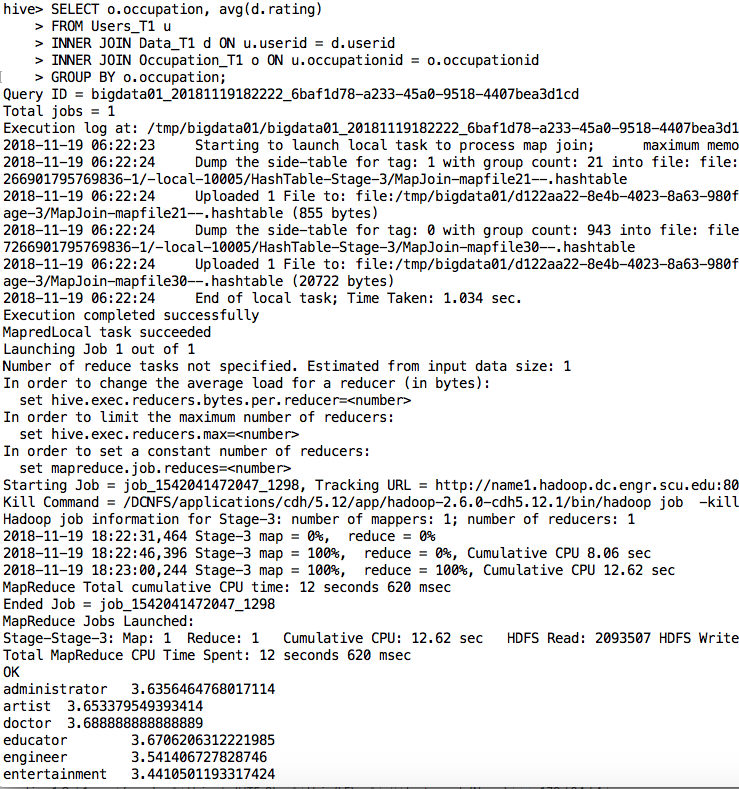 hive> SELECT o.occupation, avg(d.rating)
    > FROM Users_T1 u
    > INNER JOIN Data_T1 d ON u.userid = d.userid
    > INNER JOIN Occupation_T1 o ON u.occupationid = o.occupationid
    > GROUP BY o.occupation;
Query ID = bigdata01_20181119182222_6baf1d78-a233-45a0-9518-4407bea3d1cd
Total jobs = 1
Execution log at: /tmp/bigdata01/bigdata01_20181119182222_6baf1d78-a233-45a0-9518-4407bea3d1
2018-11-19 06:22:23     Starting to launch local task to process map join;      maximum memo
2018-11-19 06:22:24     Dump the side-table for tag: 1 with group count: 21 into file: file:
266901795769836-1/-local-10005/HashTable-Stage-3/MapJoin-mapfile21--.hashtable
2018-11-19 06:22:24     Uploaded 1 File to: file:/tmp/bigdata01/d122aa22-8e4b-4023-8a63-980f
age-3/MapJoin-mapfile21--.hashtable (855 bytes)
2018-11-19 06:22:24     Dump the side-table for tag: 0 with group count: 943 into file: file
7266901795769836-1/-local-10005/HashTable-Stage-3/MapJoin-mapfile30--.hashtable
2018-11-19 06:22:24     Uploaded 1 File to: file:/tmp/bigdata01/d122aa22-8e4b-4023-8a63-980f
age-3/MapJoin-mapfile30--.hashtable (20722 bytes)
2018-11-19 06:22:24     End of local task; Time Taken: 1.034 sec.
Execution completed successfully
MapredLocal task succeeded
Launching Job 1 out of 1
Number of reduce tasks not specified. Estimated from input data size: 1
In order to change the average load for a reducer (in bytes):
  set hive.exec.reducers.bytes.per.reducer=<number>
In order to limit the maximum number of reducers:
  set hive.exec.reducers.max=<number>
In order to set a constant number of reducers:
  set mapreduce.job.reduces=<number>
Starting Job = job_1542041472047_1298, Tracking URL = http://name1.hadoop.dc.engr.scu.edu:80
Kill Command = /DCNFS/applications/cdh/5.12/app/hadoop-2.6.0-cdh5.12.1/bin/hadoop job  -kill
Hadoop job information for Stage-3: number of mappers: 1; number of reducers: 1
2018-11-19 18:22:31,464 Stage-3 map = 0%,  reduce = 0%
2018-11-19 18:22:46,396 Stage-3 map = 100%,  reduce = 0%, Cumulative CPU 8.06 sec
2018-11-19 18:23:00,244 Stage-3 map = 100%,  reduce = 100%, Cumulative CPU 12.62 sec
MapReduce Total cumulative CPU time: 12 seconds 620 msec
Ended Job = job_1542041472047_1298
MapReduce Jobs Launched:
Stage-Stage-3: Map: 1  Reduce: 1   Cumulative CPU: 12.62 sec   HDFS Read: 2093507 HDFS Write
Total MapReduce CPU Time Spent: 12 seconds 620 msec
OK
administrator   3.6356464768017114
artist  3.653379549393414
doctor  3.688888888888889
educator        3.6706206312221985
engineer        3.541406727828746
entertainment   3.4410501193317424